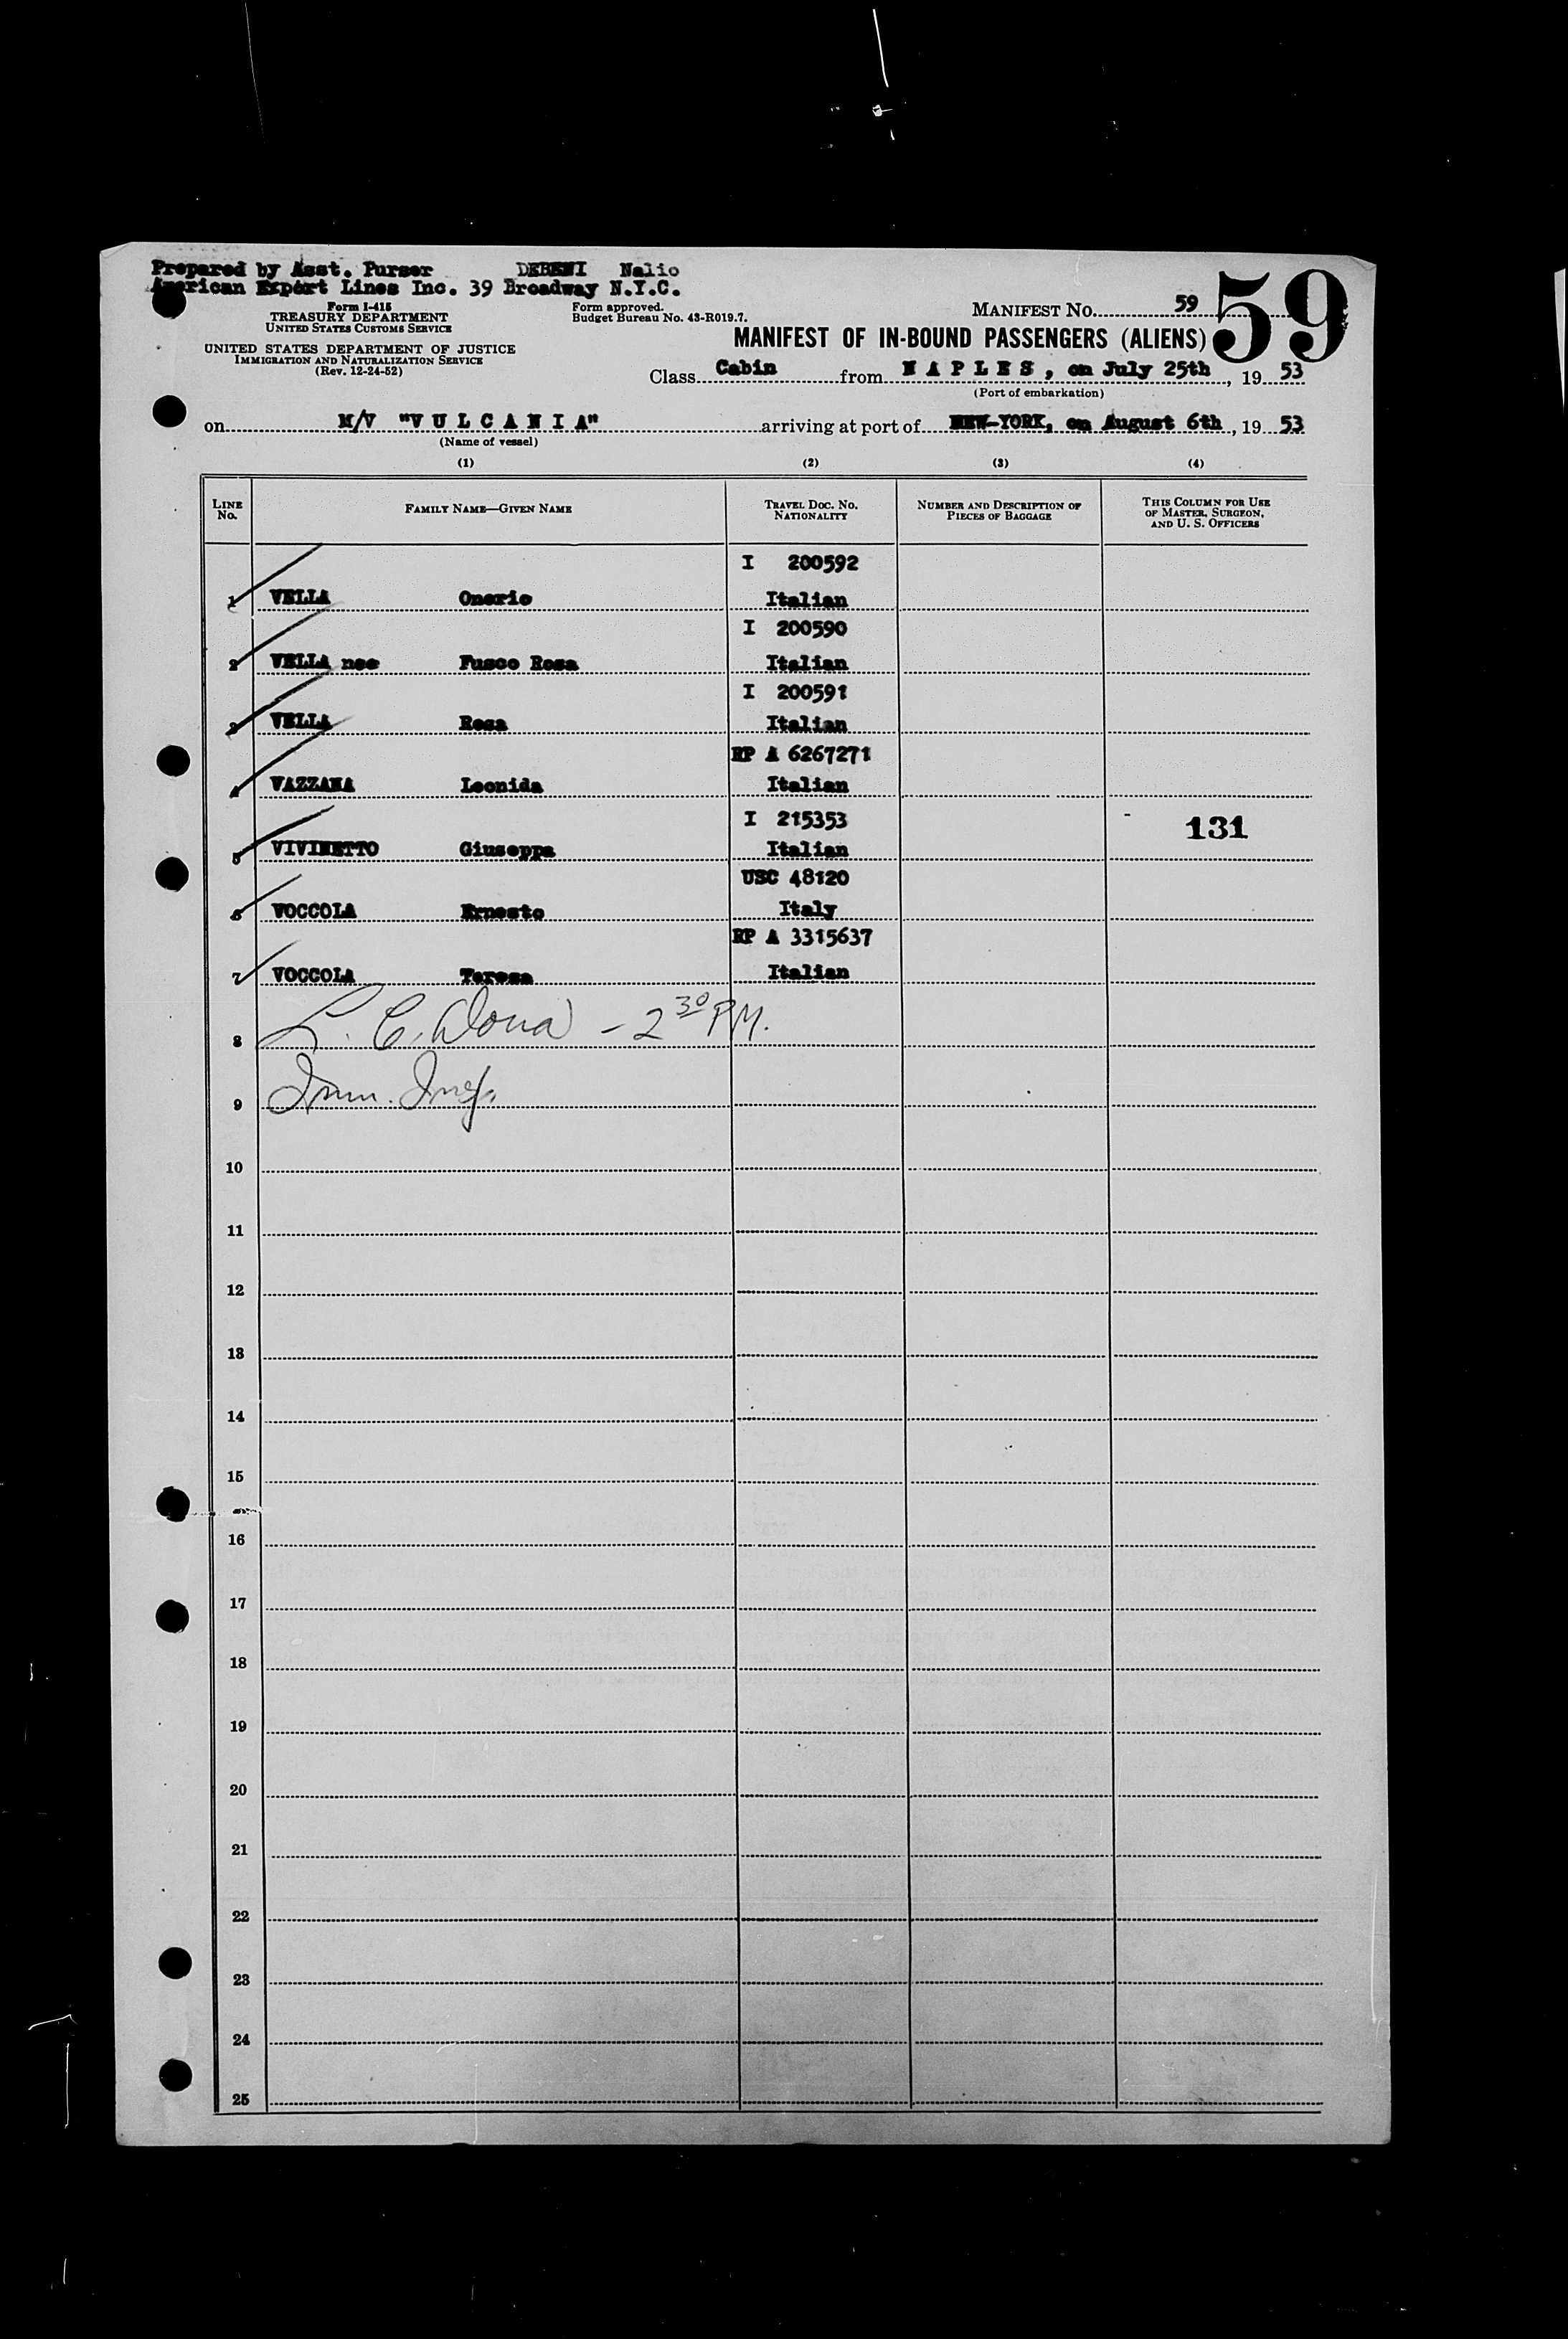 Prepared by Asst. Purser DEBENI Nalio
American Export Lines Inc. 39 Broadway N.Y.C.
Form I-415
TREASURY DEPARTMENT
UNITED STATES CUSTOMS SERVICE
Form approved.
Budget Bureau No. 43-R019.7.
MANIFEST No. 59
59
UNITED STATES DEPARTMENT OF JUSTICE
IMMIGRATION AND NATURALIZATION SERVICE
(Rev. 12-24-52)
MANIFEST OF IN-BOUND PASSENGERS (ALIENS)
Class Cabin from N A P L E S , on July 25th, 19 53
(Port of embarkation)
on M/V "V U L C A N I A" arriving at port of NEW-YORK, on August 6th, 19 53
(Name of vessel)
(1) (2) (3) (4)
LINE No. FAMILY NAME—GIVEN NAME TRAVEL DOC. No. NATIONALITY NUMBER AND DESCRIPTION OF PIECES OF BAGGAGE THIS COLUMN FOR USE OF MASTER, SURGEON, AND U. S. OFFICERS
I 200592
1 VELLA Onorio Italian
I 200590
2 VELLA nee Fusco Rosa Italian
I 200591
3 VELLA Rosa Italian
RP A 6267271
4 VAZZANA Leonida Italian
I 215353
131
5 VIVINETTO Giuseppa Italian
USC 48120
6 VOCCOLA Ernesto Italy
RP A 3315637
7 VOCCOLA Teresa Italian
8 L. C. Dona - 2 30 P.M.
9 Imm. Insp.
10
11
12
13
14
15
16
17
18
19
20
21
22
23
24
25